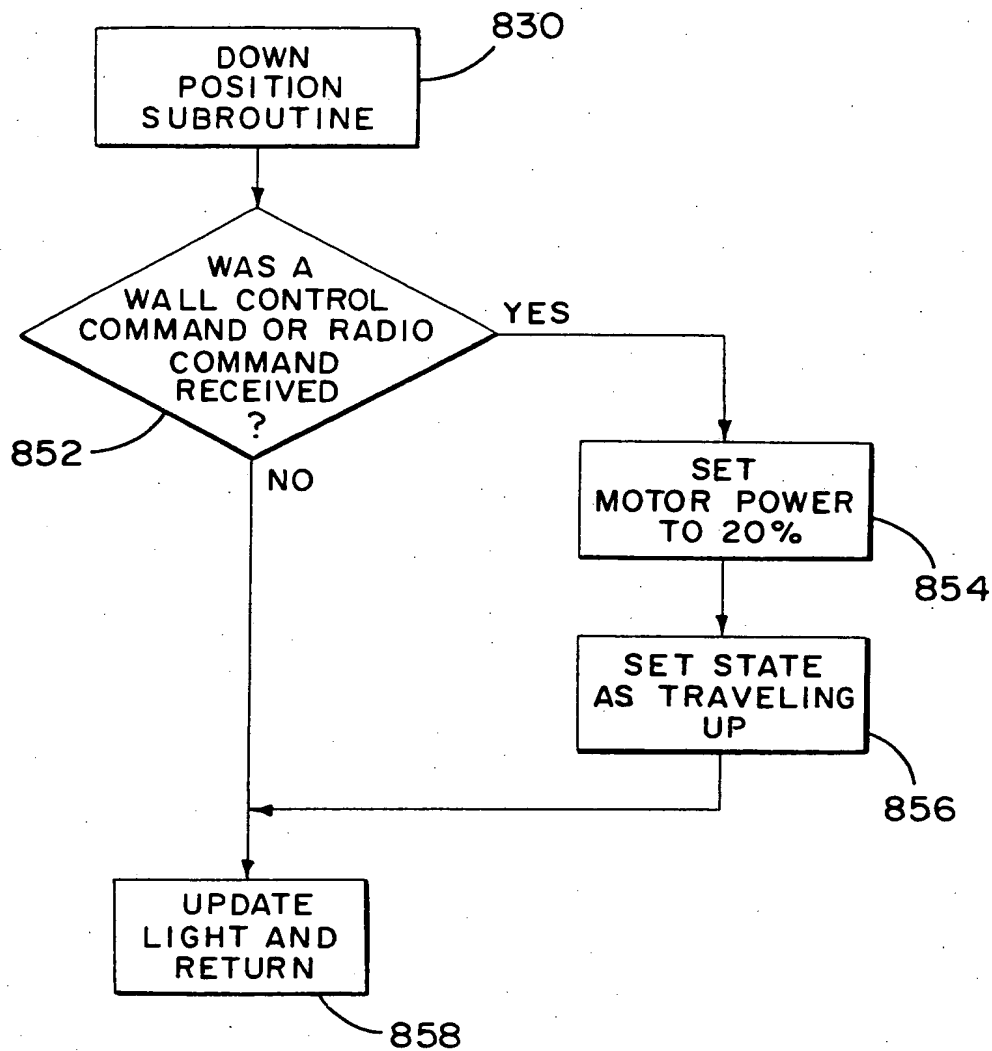 830
DOWN
POSITION
SUBROUTINE
WAS A
WALL CONTROL
COMMAND OR RADIO
COMMAND
RECEIVED
?
YES
852
NO
SET
MOTOR POWER
TO 20%
854
SET STATE
AS TRAVELING
UP
856
UPDATE
LIGHT AND
RETURN
858